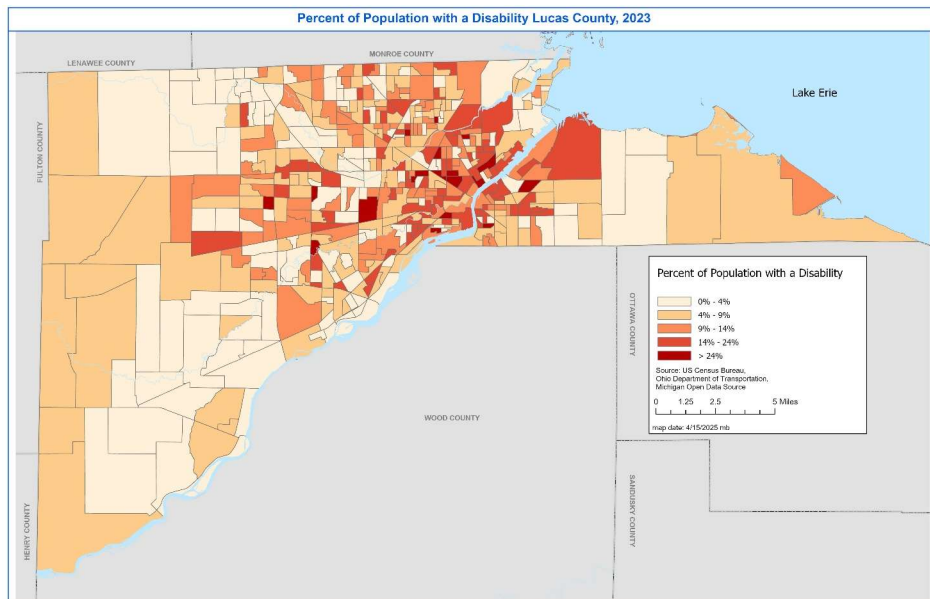 Percent of Population with a Disability Lucas County, 2023
LENAWEE COUNTY
MONROE COUNTY
Lake Erie
FULTON COUNTY
Percent of Population with a Disability
0% - 4%
4% - 9%
9% - 14%
14% - 24%
> 24%
Source: US Census Bureau,
Ohio Department of Transportation,
Michigan Open Data Source
0 1.25 2.5 5 Miles
map date: 4/15/2025 mb
OTTAWA COUNTY
WOOD COUNTY
HENRY COUNTY
SANDUSKY COUNTY